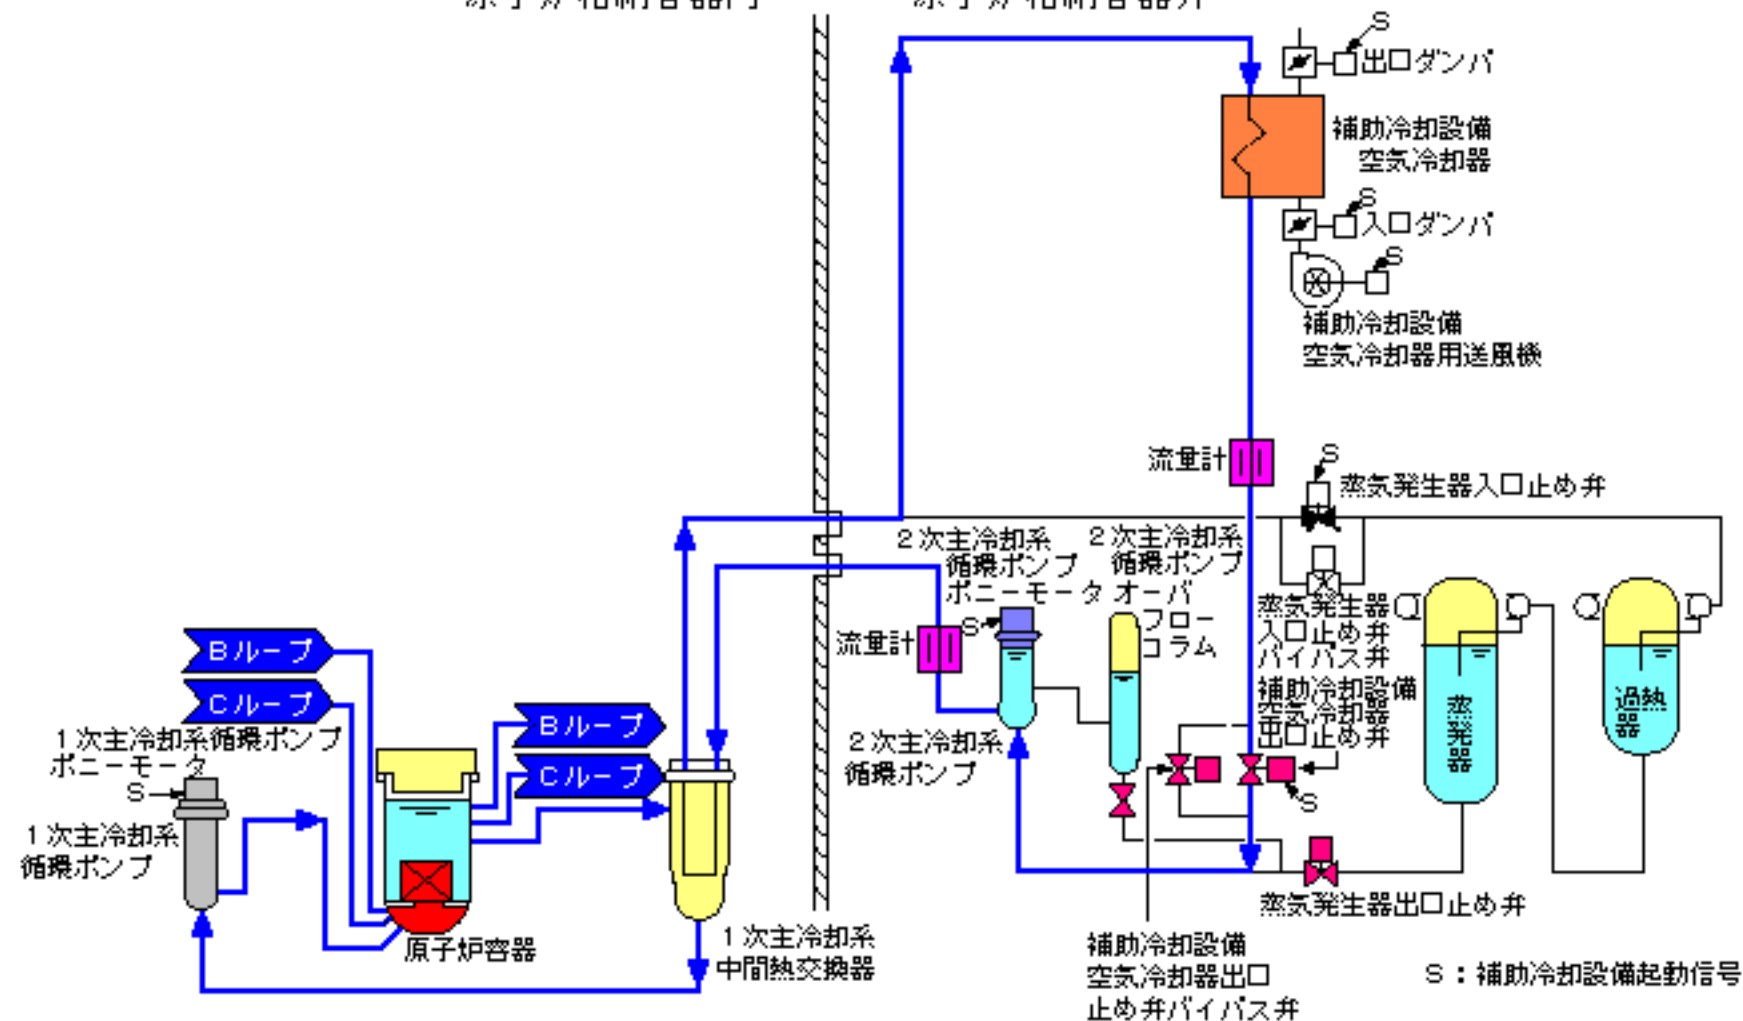 S
出口ダンパ
補助冷却設備
空気冷却器
S
入口ダンパ
S
補助冷却設備
空気冷却器用送風機
流量計
S
蒸気発生器入口止め弁
2次主冷却系
循環ポンプ
ポニーモータ
2次主冷却系
循環ポンプ
オーバ
フロー
コラム
蒸気発生器
入口止め弁
バイパス弁
補助冷却設備
空気冷却器
出口止め弁
S
流量計
S
2次主冷却系
循環ポンプ
蒸発器
過熱器
蒸気発生器出口止め弁
Bループ
Cループ
Bループ
Cループ
1次主冷却系循環ポンプ
ポニーモータ
S
1次主冷却系
循環ポンプ
原子炉容器
1次主冷却系
中間熱交換器
補助冷却設備
空気冷却器出口
止め弁バイパス弁
S：補助冷却設備起動信号